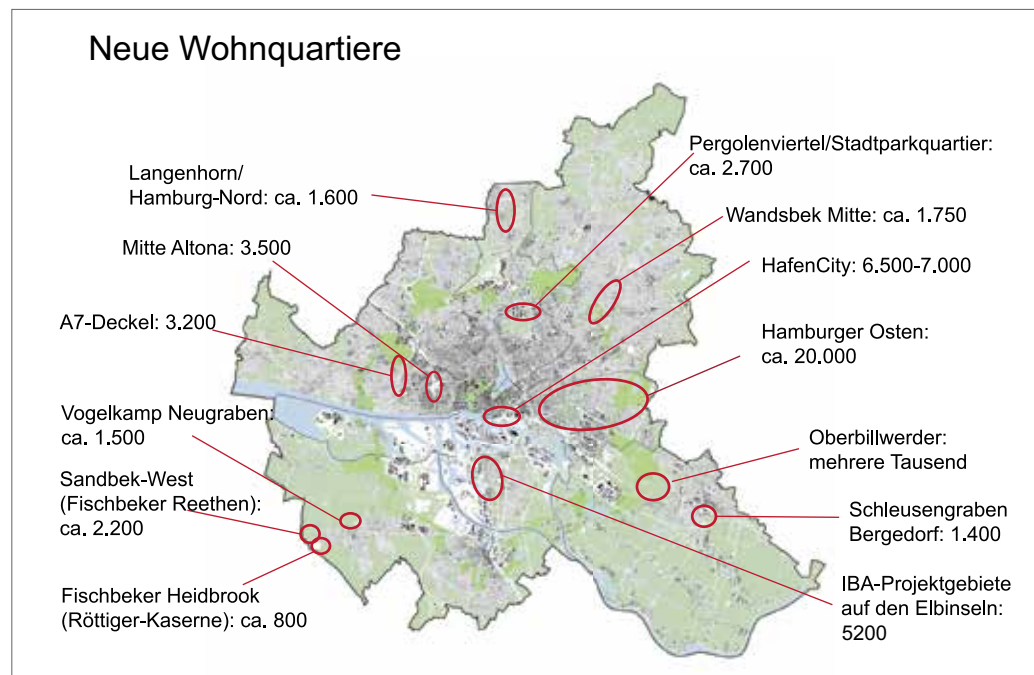 Neue Wohnquartiere
Langenhorn/
Hamburg-Nord: ca. 1.600
Mitte Altona: 3.500
A7-Deckel: 3.200
Vogelkamp Neugraben:
ca. 1.500
Sandbek-West
(Fischbeker Reethen):
ca. 2.200
Fischbeker Heidbrook
(Röttiger-Kaserne): ca. 800
Pergolenviertel/Stadtparkquartier:
ca. 2.700
Wandsbek Mitte: ca. 1.750
HafenCity: 6.500-7.000
Hamburger Osten:
ca. 20.000
Oberbillwerder:
mehrere Tausend
Schleusengraben
Bergedorf: 1.400
IBA-Projektgebiete
auf den Elbinseln:
5200